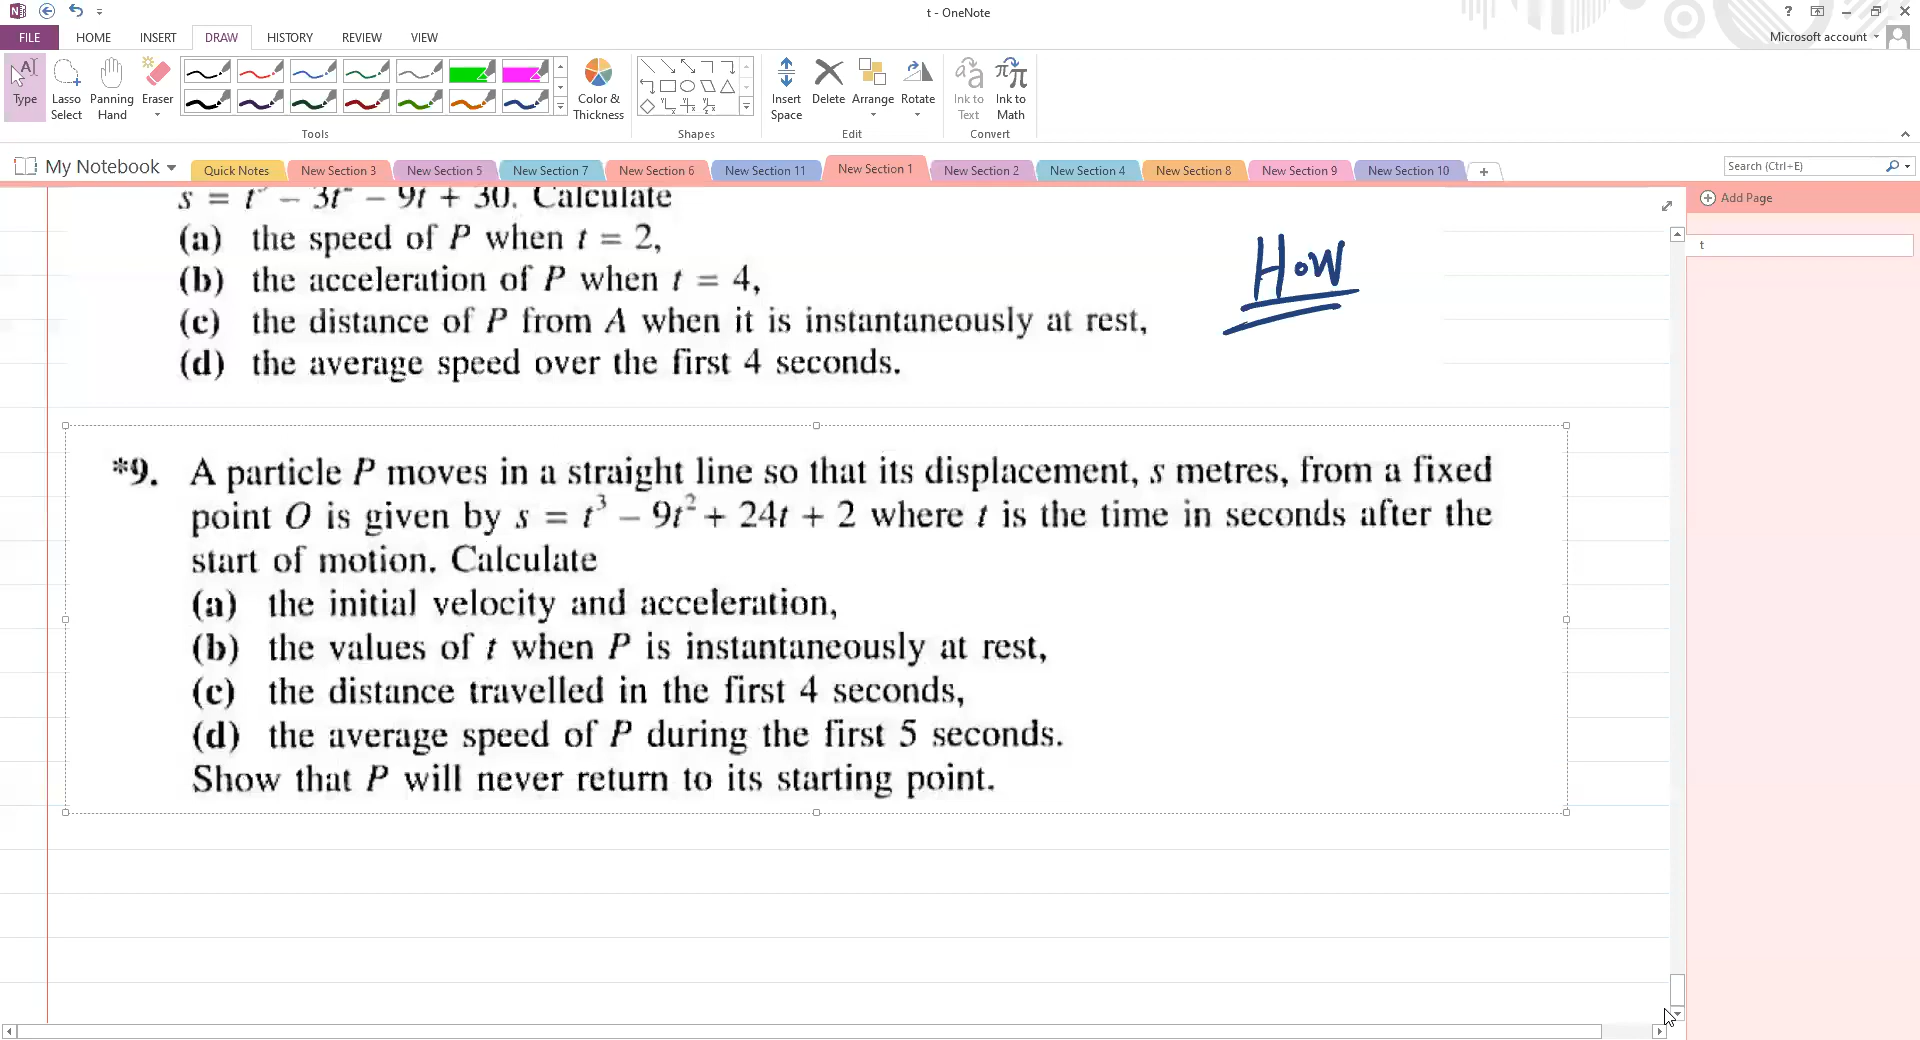 t - OneNote
?
FILE HOME INSERT DRAW HISTORY REVIEW VIEW
Microsoft account
Type
Lasso Select
Panning Hand
Eraser
Color & Thickness
Insert Space
Delete
Arrange
Rotate
Ink to Text
Ink to Math
Tools
Shapes
Edit
Convert
My Notebook
Quick Notes
New Section 3
New Section 5
New Section 7
New Section 6
New Section 11
New Section 1
New Section 2
New Section 4
New Section 8
New Section 9
New Section 10
Search (Ctrl+E)
Add Page
t
s = t³ − 3t² − 9t + 30. Calculate
(a) the speed of P when t = 2,
(b) the acceleration of P when t = 4,
(c) the distance of P from A when it is instantaneously at rest,
(d) the average speed over the first 4 seconds.
HoW
*9. A particle P moves in a straight line so that its displacement, s metres, from a fixed
point O is given by s = t³ − 9t² + 24t + 2 where t is the time in seconds after the
start of motion. Calculate
(a) the initial velocity and acceleration,
(b) the values of t when P is instantaneously at rest,
(c) the distance travelled in the first 4 seconds,
(d) the average speed of P during the first 5 seconds.
Show that P will never return to its starting point.